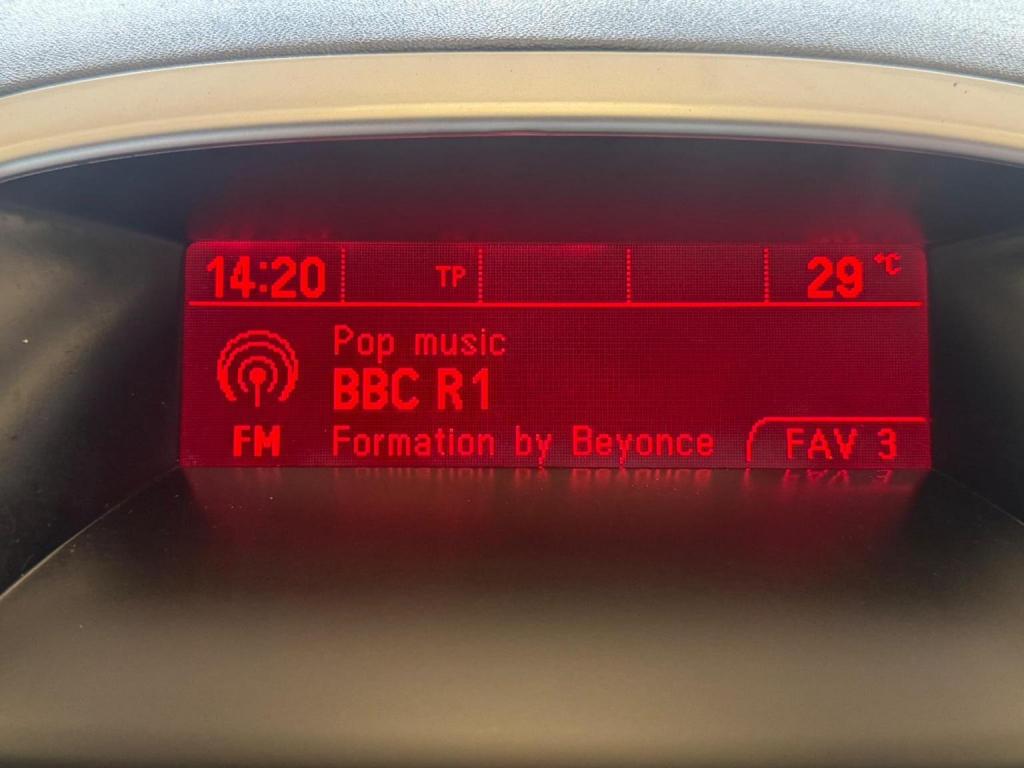 14:20 TP 29 °C
Pop music
BBC R1
FM Formation by Beyonce FAV 3